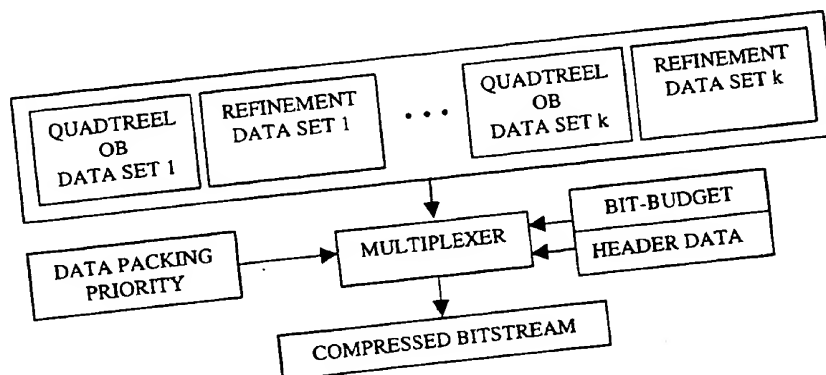 QUADTREEL
OB
DATA SET 1
REFINEMENT
DATA SET 1
...
QUADTREEL
OB
DATA SET k
REFINEMENT
DATA SET k
DATA PACKING
PRIORITY
MULTIPLEXER
BIT-BUDGET
HEADER DATA
COMPRESSED BITSTREAM